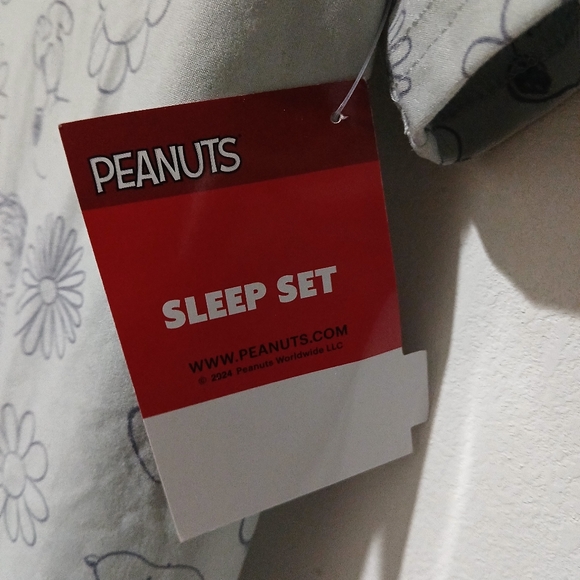 PEANUTS
SLEEP SET
WWW.PEANUTS.COM
© 2024 Peanuts Worldwide LLC